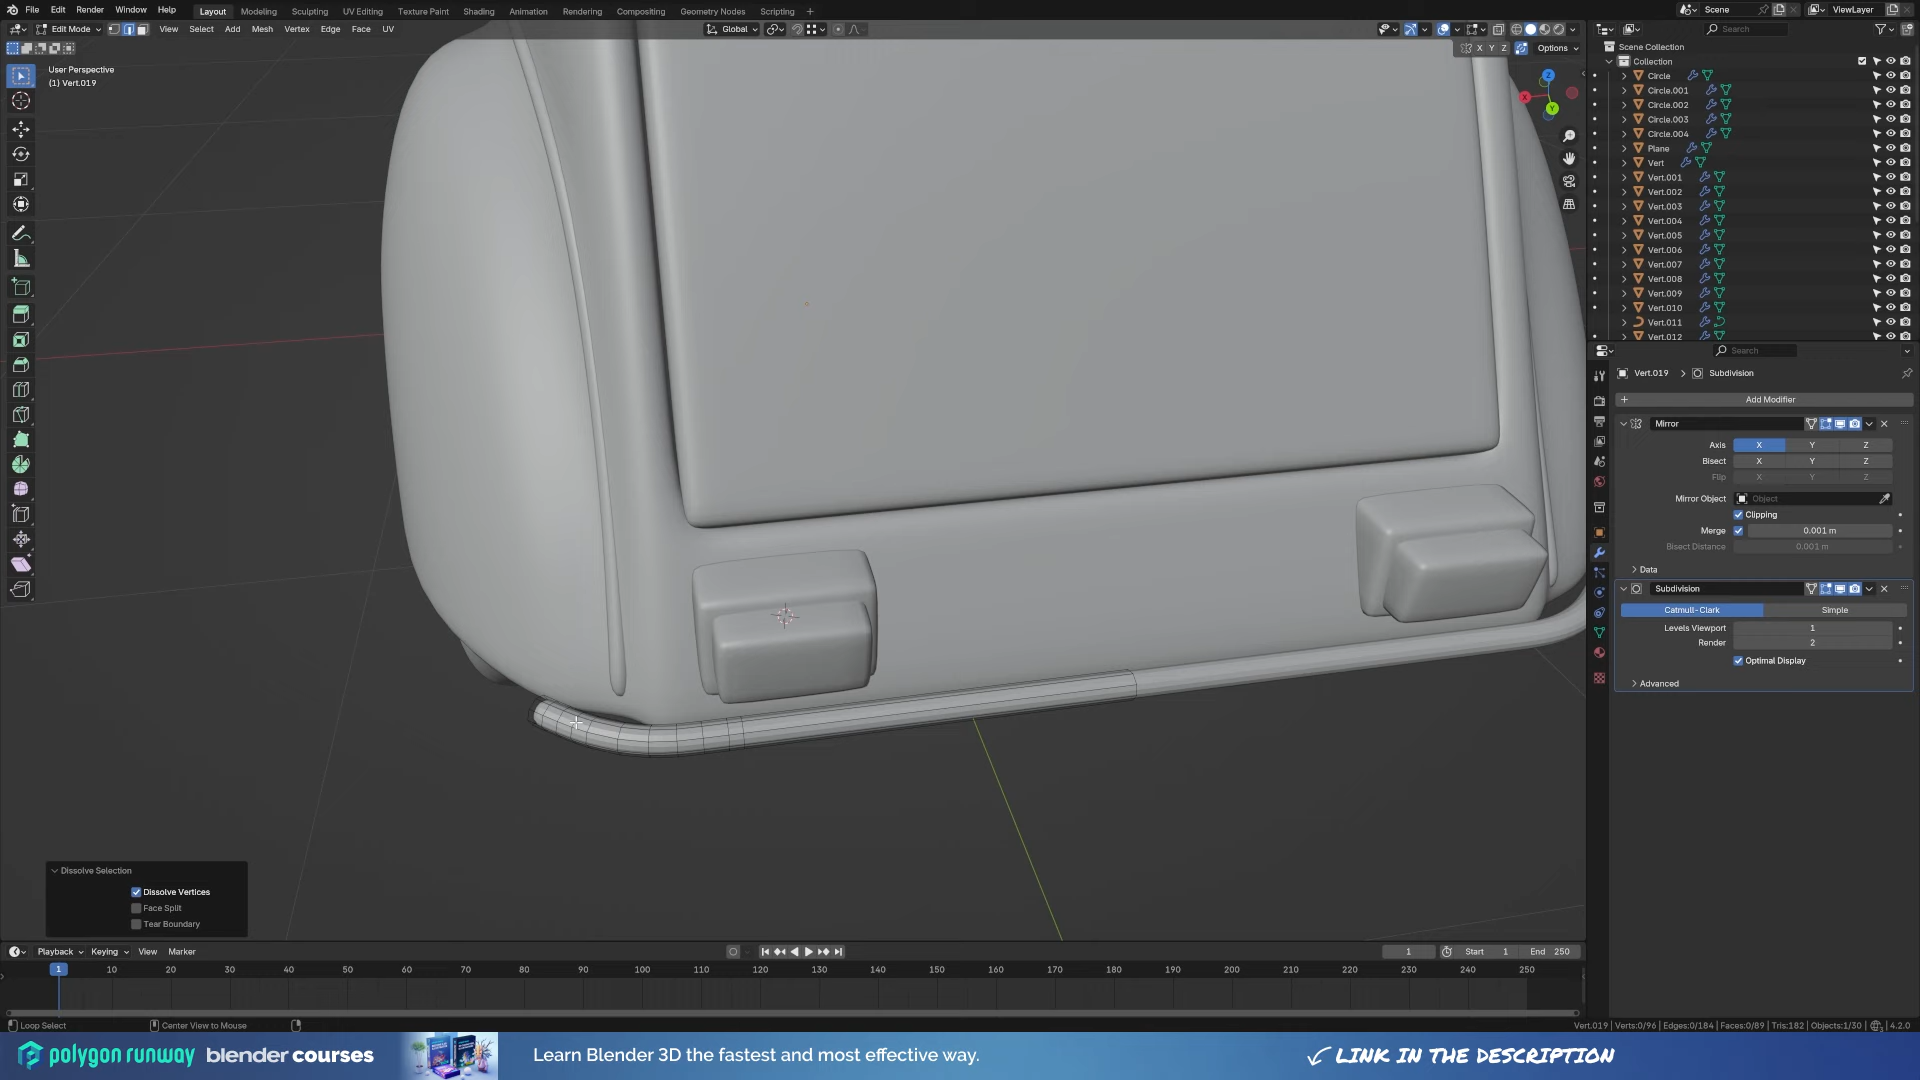 File Edit Render Window Help Layout Modeling Sculpting UV Editing Texture Paint Shading Animation Rendering Compositing Geometry Nodes Scripting + Scene ViewLayer
Edit Mode View Select Add Mesh Vertex Edge Face UV Global Search
X Y Z Options
User Perspective
(1) Vert.019
Z
X
Y
Scene Collection
Collection
Circle
Circle.001
Circle.002
Circle.003
Circle.004
Plane
Vert
Vert.001
Vert.002
Vert.003
Vert.004
Vert.005
Vert.006
Vert.007
Vert.008
Vert.009
Vert.010
Vert.011
Vert.012
Search
Vert.019 > Subdivision
+ Add Modifier
Mirror
Axis X Y Z
Bisect X Y Z
Flip X Y Z
Mirror Object Object
Clipping
Merge 0.001 m
Bisect Distance 0.001 m
Data
Subdivision
Catmull-Clark Simple
Levels Viewport 1
Render 2
Optimal Display
Advanced
Dissolve Selection
Dissolve Vertices
Face Split
Tear Boundary
Playback Keying View Marker 1 Start 1 End 250
1 10 20 30 40 50 60 70 80 90 100 110 120 130 140 150 160 170 180 190 200 210 220 230 240 250
Loop Select Center View to Mouse Vert.019 | Verts:0/96 | Edges:0/184 | Faces:0/89 | Tris:182 | Objects:1/30 | 4.2.0
polygon runway blender courses Learn Blender 3D the fastest and most effective way. LINK IN THE DESCRIPTION